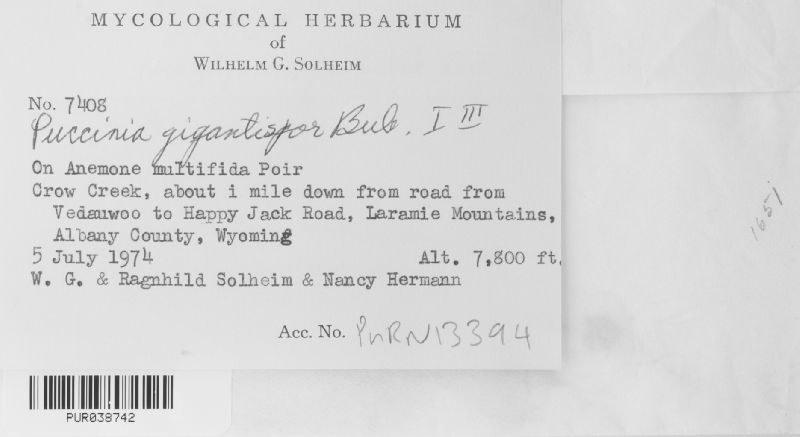 MYCOLOGICAL HERBARIUM
of
WILHELM G. SOLHEIM
No. 7408
Puccinia gigantispor Bub. I III
On Anemone multifida Poir
Crow Creek, about i mile down from road from
Vedauwoo to Happy Jack Road, Laramie Mountains,
Albany County, Wyoming
5 July 1974 Alt. 7,800 ft.
W. G. & Ragnhild Solheim & Nancy Hermann
Acc. No. PURN13394
PUR038742
1651